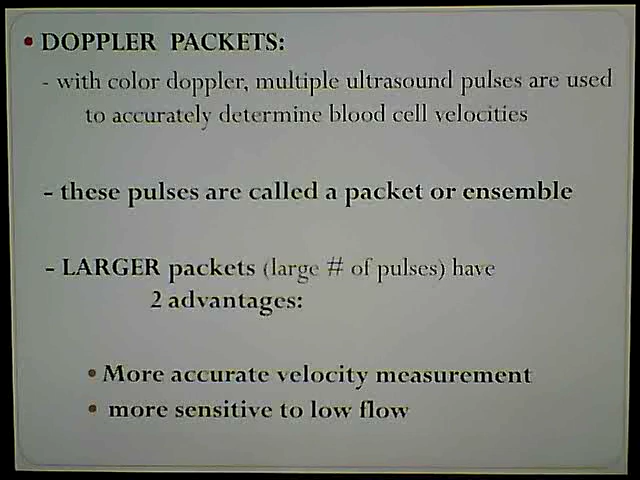 • DOPPLER PACKETS:
- with color doppler, multiple ultrasound pulses are used
to accurately determine blood cell velocities
- these pulses are called a packet or ensemble
- LARGER packets (large # of pulses) have
2 advantages:
• More accurate velocity measurement
• more sensitive to low flow